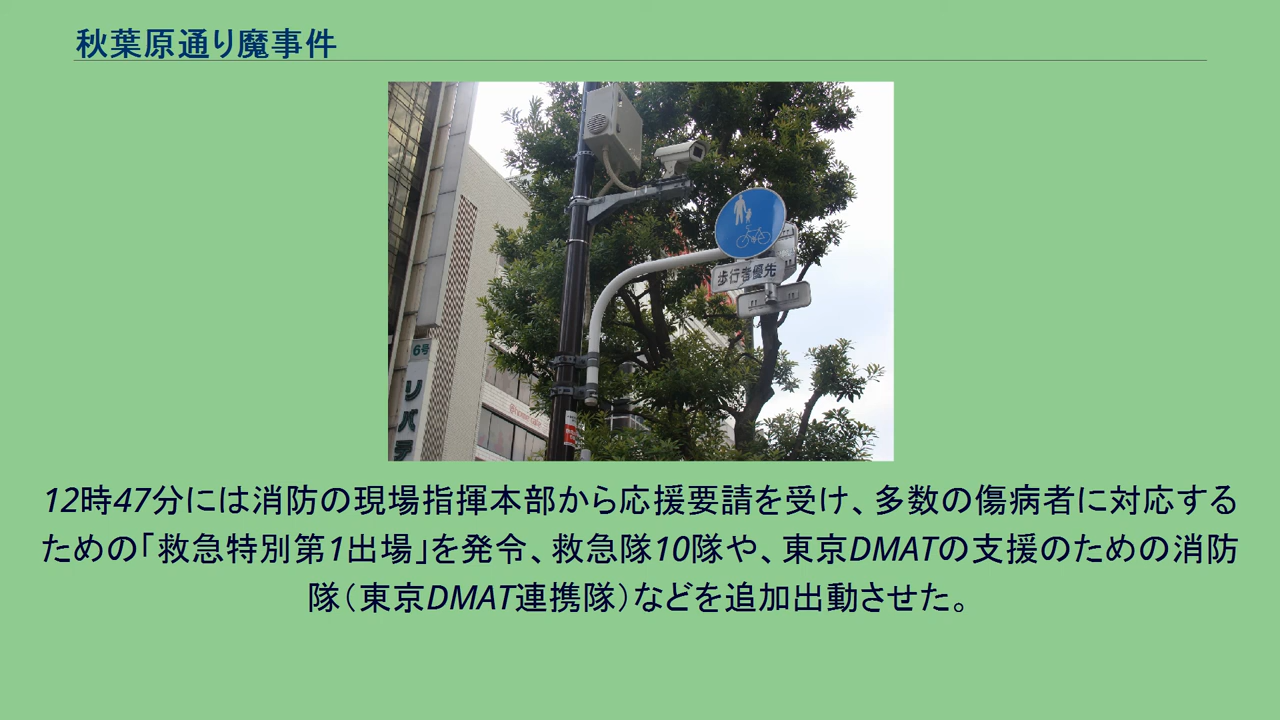 秋葉原通り魔事件
歩行者優先
6号
リバテ
12時47分には消防の現場指揮本部から応援要請を受け、多数の傷病者に対応する
ための「救急特別第1出場」を発令、救急隊10隊や、東京DMATの支援のための消防
隊（東京DMAT連携隊）などを追加出動させた。